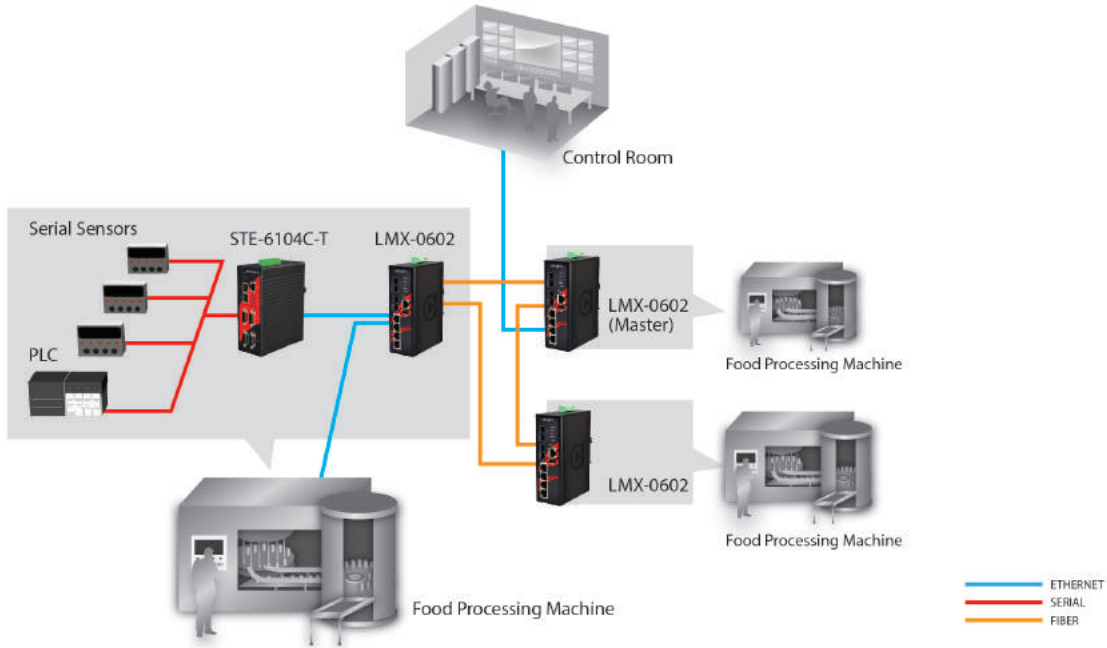 Control Room
Serial Sensors
STE-6104C-T
LMX-0602
LMX-0602
(Master)
Food Processing Machine
PLC
LMX-0602
Food Processing Machine
Food Processing Machine
ETHERNET
SERIAL
FIBER